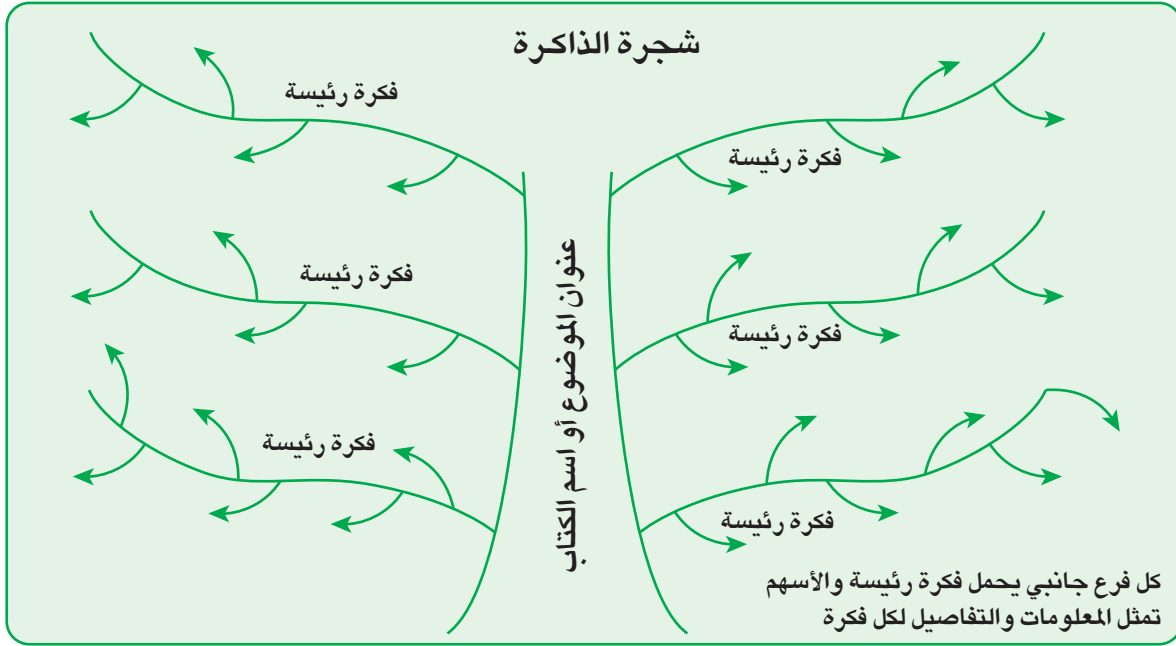 شجرة الذاكرة
فكرة رئيسة
فكرة رئيسة
فكرة رئيسة
فكرة رئيسة
فكرة رئيسة
فكرة رئيسة
عنوان الموضوع أو اسم الكتاب
كل فرع جانبي يحمل فكرة رئيسة والأسهم
تمثل المعلومات والتفاصيل لكل فكرة